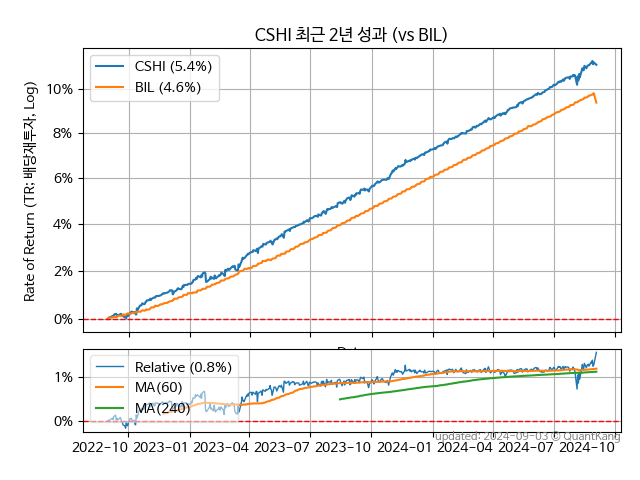 CSHI 최근 2년 성과 (vs BIL)
CSHI (5.4%)
BIL (4.6%)
Rate of Return (TR; 배당재투자, Log)
10%
8%
6%
4%
2%
0%
Relative (0.8%)
MA(60)
MA(240)
1%
0%
2022-10 2023-01 2023-04 2023-07 2023-10 2024-01 2024-04 2024-07 2024-10
updated: 2024-09-03 © QuantKang